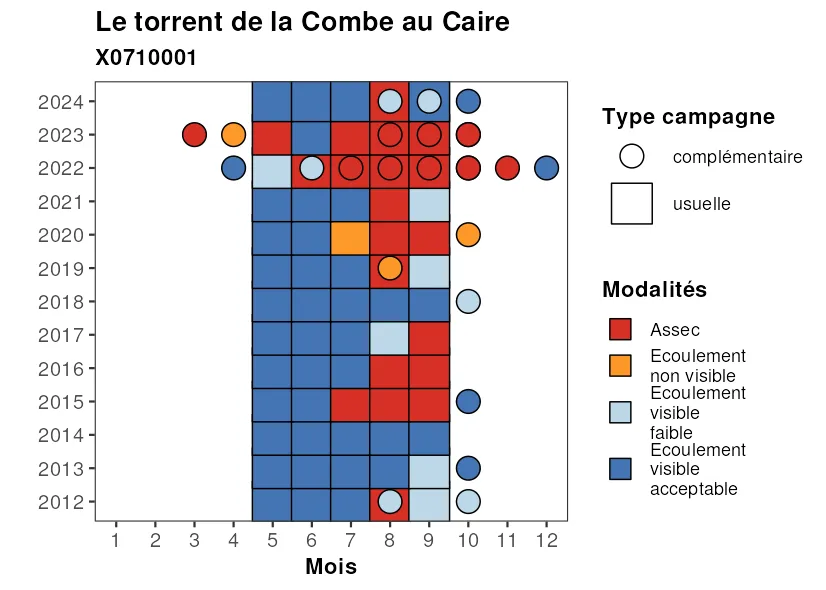 Le torrent de la Combe au Caire
X0710001
2024
2023
2022
2021
2020
2019
2018
2017
2016
2015
2014
2013
2012
1 2 3 4 5 6 7 8 9 10 11 12
Mois
Type campagne
complémentaire
usuelle
Modalités
Assec
Ecoulement
non visible
Ecoulement
visible
faible
Ecoulement
visible
acceptable